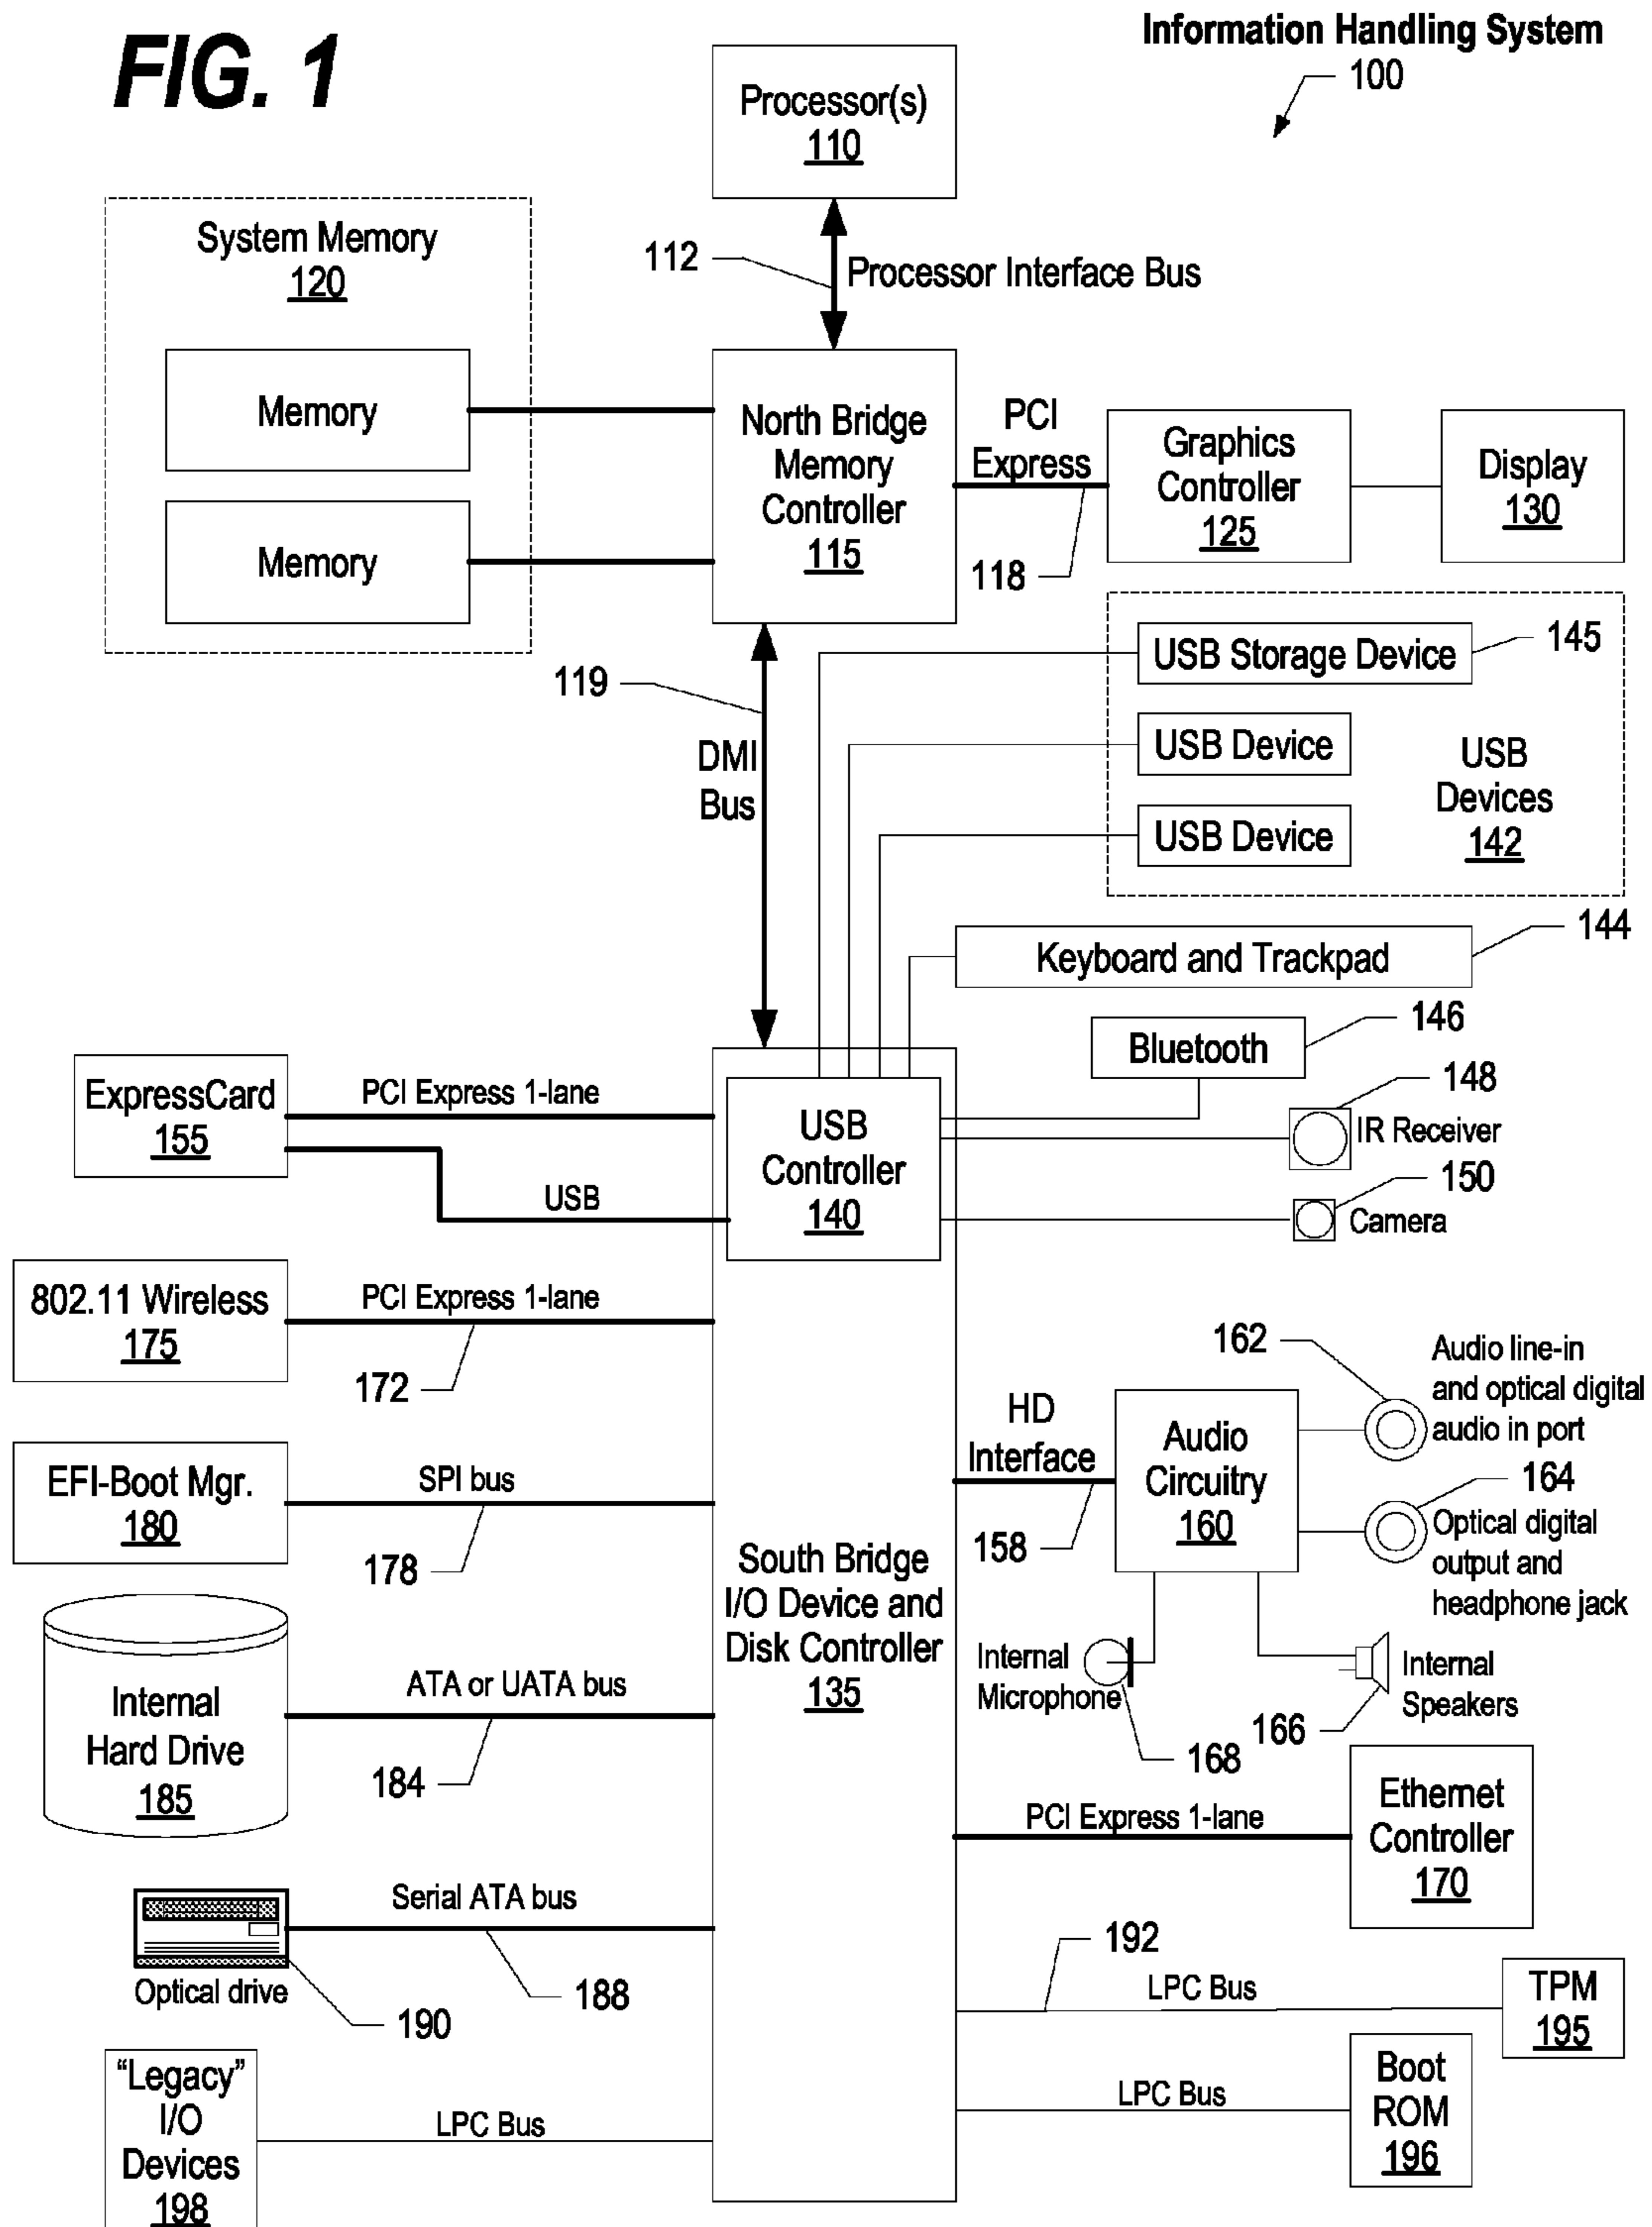 FIG. 1
Information Handling System
100
Processor(s)
110
112
Processor Interface Bus
System Memory
120
Memory
Memory
North Bridge
Memory
Controller
115
PCI
Express
118
Graphics
Controller
125
Display
130
119
DMI
Bus
USB Storage Device
145
USB Device
USB Device
USB
Devices
142
Keyboard and Trackpad
144
Bluetooth
146
148
IR Receiver
150
Camera
ExpressCard
155
PCI Express 1-lane
USB
USB
Controller
140
802.11 Wireless
175
PCI Express 1-lane
172
EFI-Boot Mgr.
180
SPI bus
178
Internal
Hard Drive
185
ATA or UATA bus
184
South Bridge
I/O Device and
Disk Controller
135
HD
Interface
158
Audio
Circuitry
160
162
Audio line-in
and optical digital
audio in port
164
Optical digital
output and
headphone jack
Internal
Microphone
168
166
Internal
Speakers
PCI Express 1-lane
Ethernet
Controller
170
Serial ATA bus
188
Optical drive
190
192
LPC Bus
TPM
195
LPC Bus
Boot
ROM
196
“Legacy”
I/O
Devices
198
LPC Bus